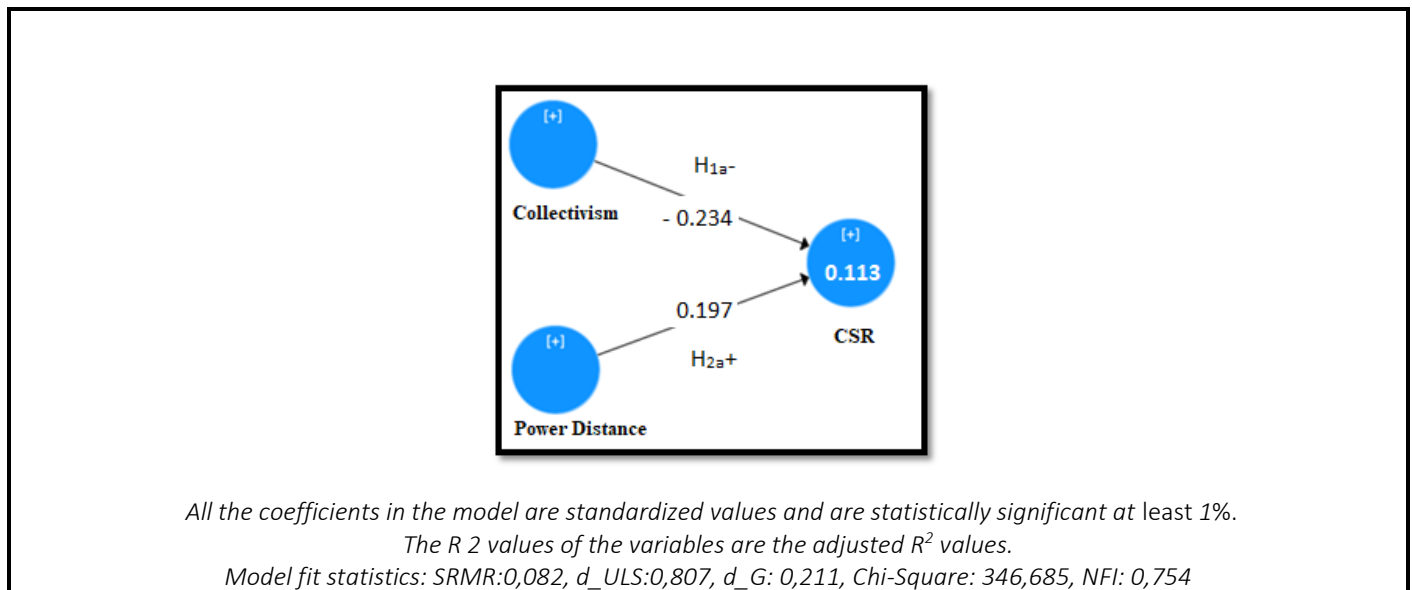 [+]
H1a-
Collectivism
- 0.234
[+]
0.113
0.197
CSR
[+]
H2a+
Power Distance
All the coefficients in the model are standardized values and are statistically significant at least 1%.
The R 2 values of the variables are the adjusted R² values.
Model fit statistics: SRMR:0,082, d_ULS:0,807, d_G: 0,211, Chi-Square: 346,685, NFI: 0,754